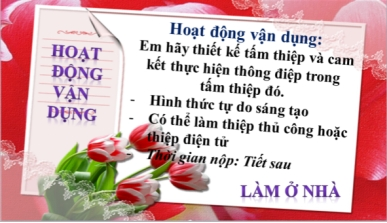 HOẠT
ĐỘNG
VẬN
DỤNG
Hoạt động vận dụng:
Em hãy thiết kế tấm thiệp và cam
kết thực hiện thông điệp trong
tấm thiệp đó.
- Hình thức tự do sáng tạo
- Có thể làm thiệp thủ công hoặc
thiệp điện tử
Thời gian nộp: Tiết sau
LÀM Ở NHÀ